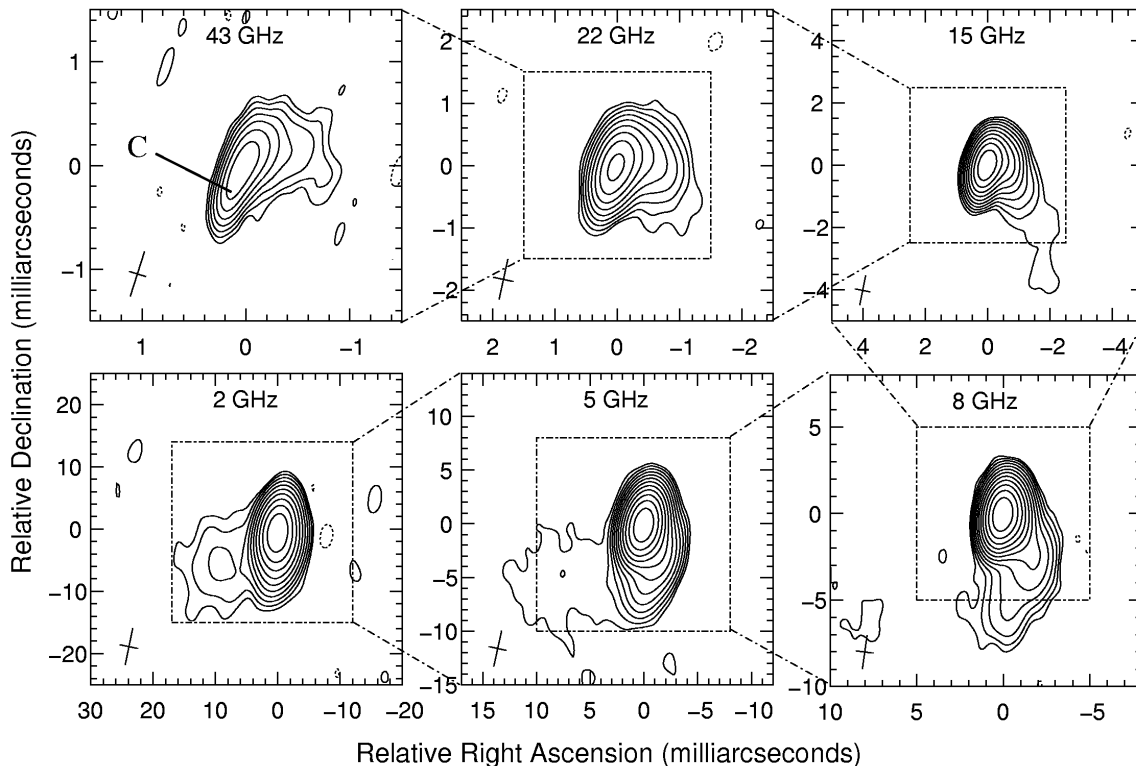 43 GHz
22 GHz
15 GHz
1
0
−1
C
1 0 −1
2
1
0
−1
−2
2 1 0 −1 −2
4
2
0
−2
−4
4 2 0 −2 −4
2 GHz
5 GHz
8 GHz
20
10
0
−10
−20
30 20 10 0 −10 −20
10
5
0
−5
−10
−15
15 10 5 0 −5 −10
5
0
−5
−10
10 5 0 −5
Relative Declination (milliarcseconds)
Relative Right Ascension (milliarcseconds)